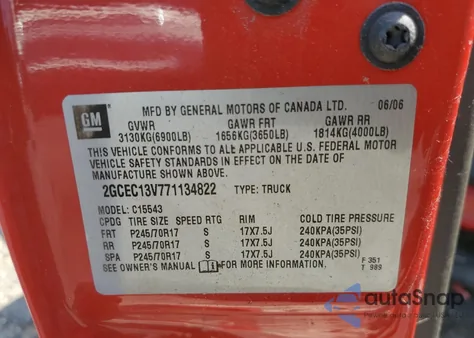 GM
MFD BY GENERAL MOTORS OF CANADA LTD. 06/06
GVWR GAWR FRT GAWR RR
3130KG(6900LB) 1656KG(3650LB) 1814KG(4000LB)
THIS VEHICLE CONFORMS TO ALL APPLICABLE U.S. FEDERAL MOTOR
VEHICLE SAFETY STANDARDS IN EFFECT ON THE DATE OF
MANUFACTURE SHOWN ABOVE.
2GCEC13V771134822 TYPE: TRUCK
MODEL: C15543
CPDG TIRE SIZE SPEED RTG RIM COLD TIRE PRESSURE
FRT P245/70R17 S 17X7.5J 240KPA(35PSI)
RR P245/70R17 S 17X7.5J 240KPA(35PSI)
SPA P245/70R17 S 17X7.5J 240KPA(35PSI)
SEE OWNER'S MANUAL FOR MORE INFORMATION. F 351
T 989
autoSnap